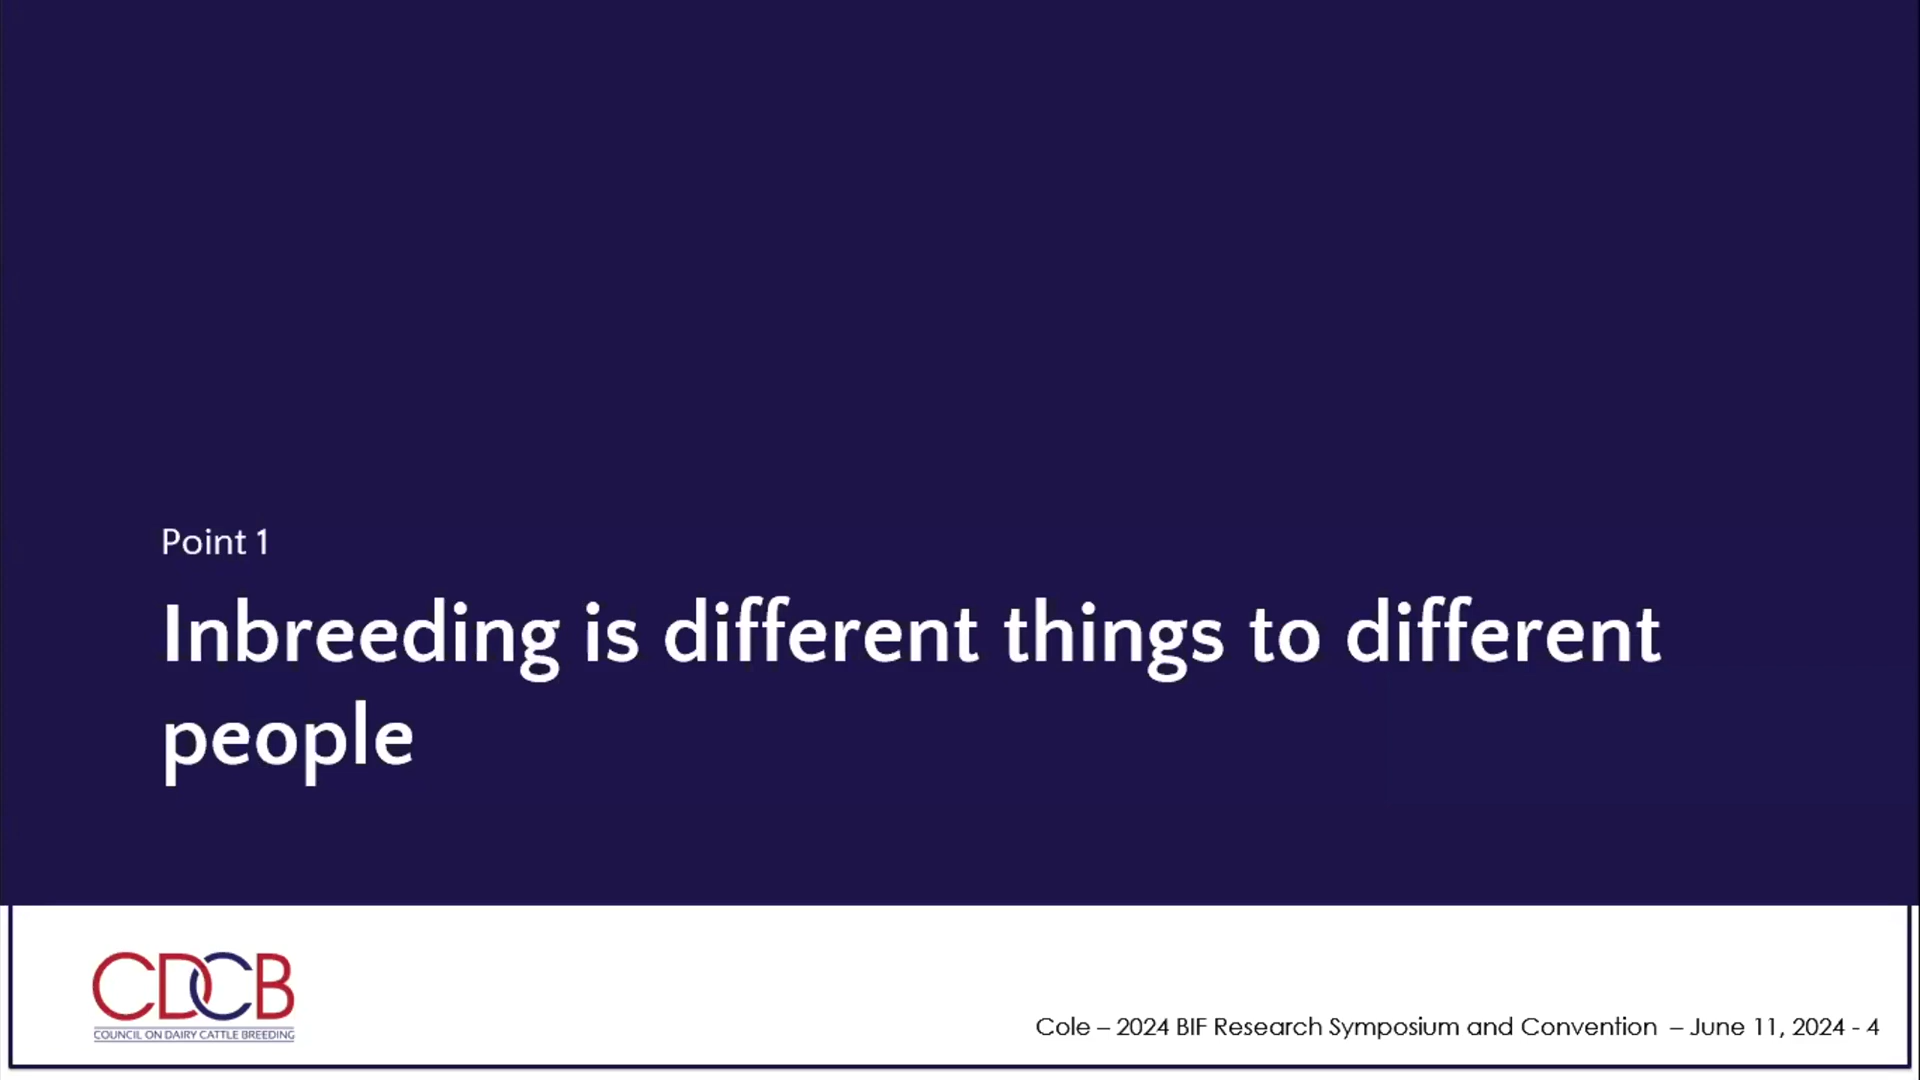 Point 1
Inbreeding is different things to different
people
CDCB
COUNCIL ON DAIRY CATTLE BREEDING
Cole – 2024 BIF Research Symposium and Convention – June 11, 2024 - 4